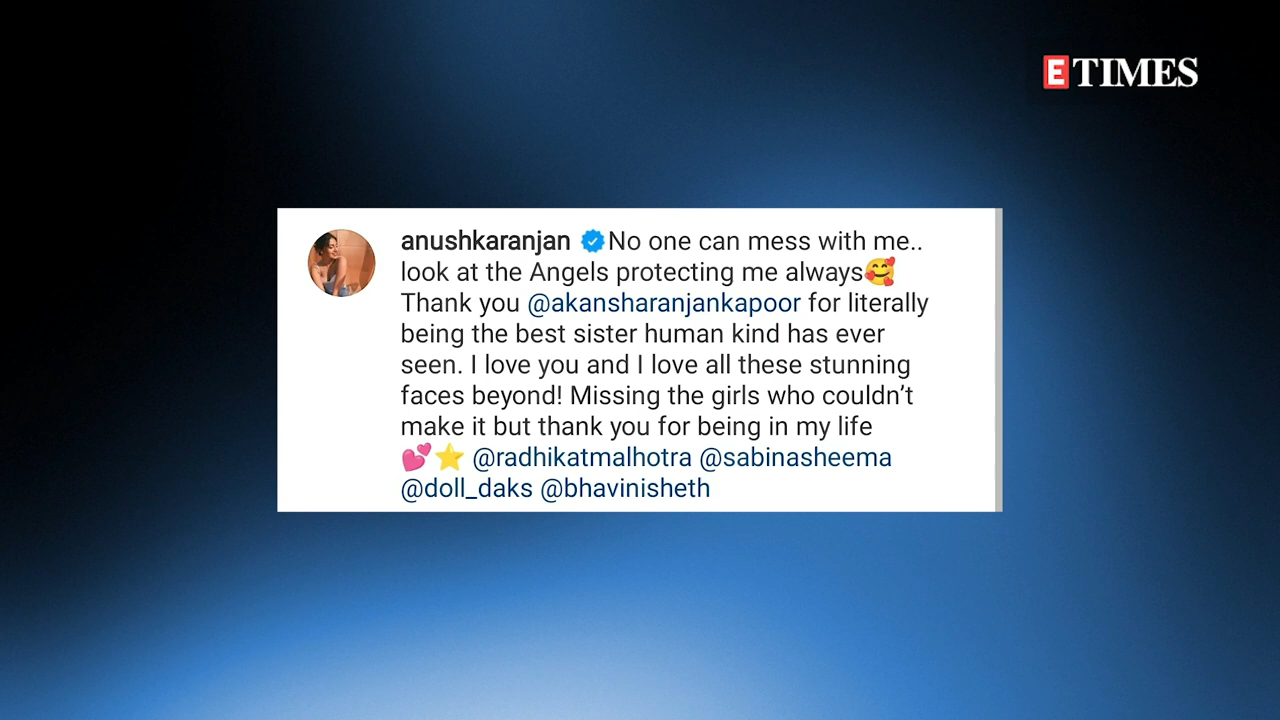 E TIMES
anushkaranjan No one can mess with me..
look at the Angels protecting me always🥰
Thank you @akansharanjankapoor for literally
being the best sister human kind has ever
seen. I love you and I love all these stunning
faces beyond! Missing the girls who couldn’t
make it but thank you for being in my life
💕⭐ @radhikatmalhotra @sabinasheema
@doll_daks @bhavinisheth